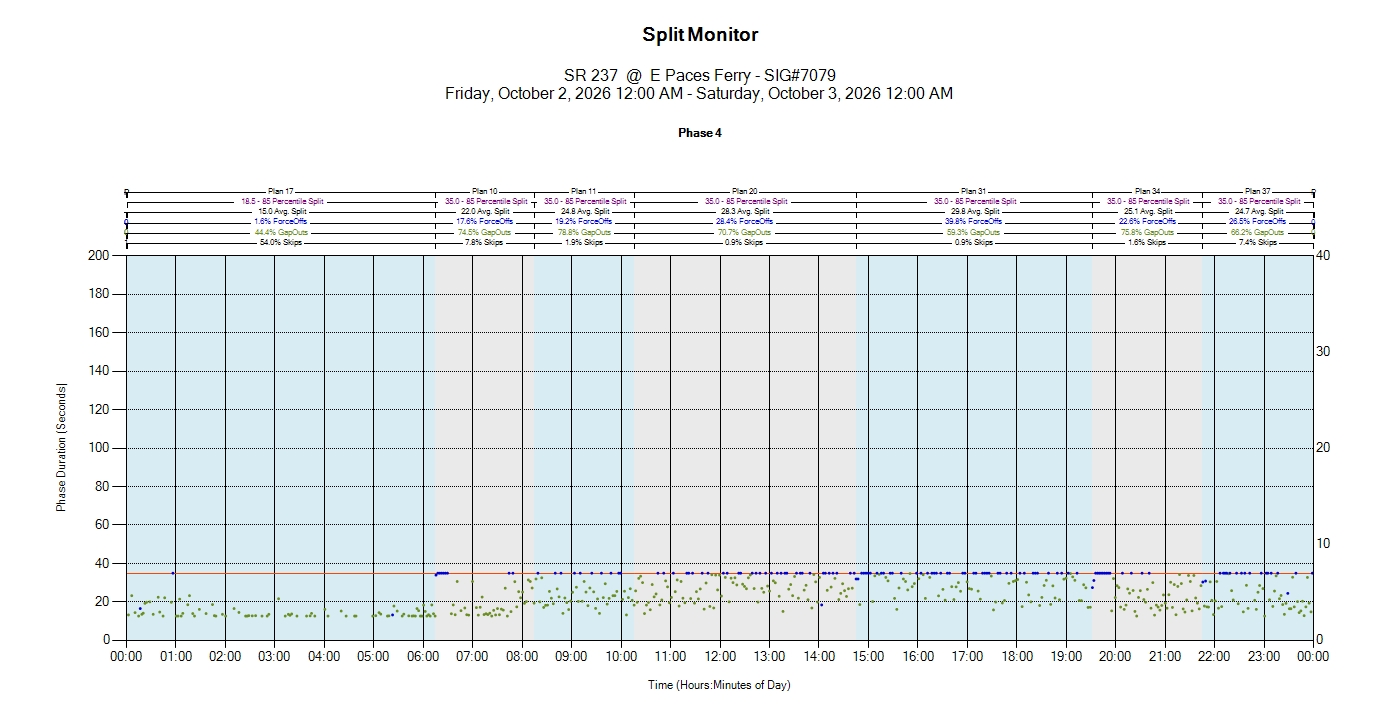 Split Monitor
SR 237 @ E Paces Ferry - SIG#7079
Friday, October 2, 2026 12:00 AM - Saturday, October 3, 2026 12:00 AM
Phase 4
Plan 17 Plan 10 Plan 11 Plan 20 Plan 31 Plan 34 Plan 37
18.5 - 85 Percentile Split 35.0 - 85 Percentile Split 35.0 - 85 Percentile Split 35.0 - 85 Percentile Split 35.0 - 85 Percentile Split 35.0 - 85 Percentile Split 35.0 - 85 Percentile Split
15.0 Avg. Split 22.0 Avg. Split 24.8 Avg. Split 28.3 Avg. Split 29.8 Avg. Split 25.1 Avg. Split 24.7 Avg. Split
1.6% ForceOffs 17.6% ForceOffs 19.2% ForceOffs 28.4% ForceOffs 39.8% ForceOffs 22.6% ForceOffs 26.5% ForceOffs
44.4% GapOuts 74.5% GapOuts 78.8% GapOuts 70.7% GapOuts 59.3% GapOuts 75.8% GapOuts 66.2% GapOuts
54.0% Skips 7.8% Skips 1.9% Skips 0.9% Skips 0.9% Skips 1.6% Skips 7.4% Skips
200 40
180
160
30
140
120
100 20
80
60
40 10
20
0 0
Phase Duration (Seconds)
00:00 01:00 02:00 03:00 04:00 05:00 06:00 07:00 08:00 09:00 10:00 11:00 12:00 13:00 14:00 15:00 16:00 17:00 18:00 19:00 20:00 21:00 22:00 23:00 00:00
Time (Hours:Minutes of Day)